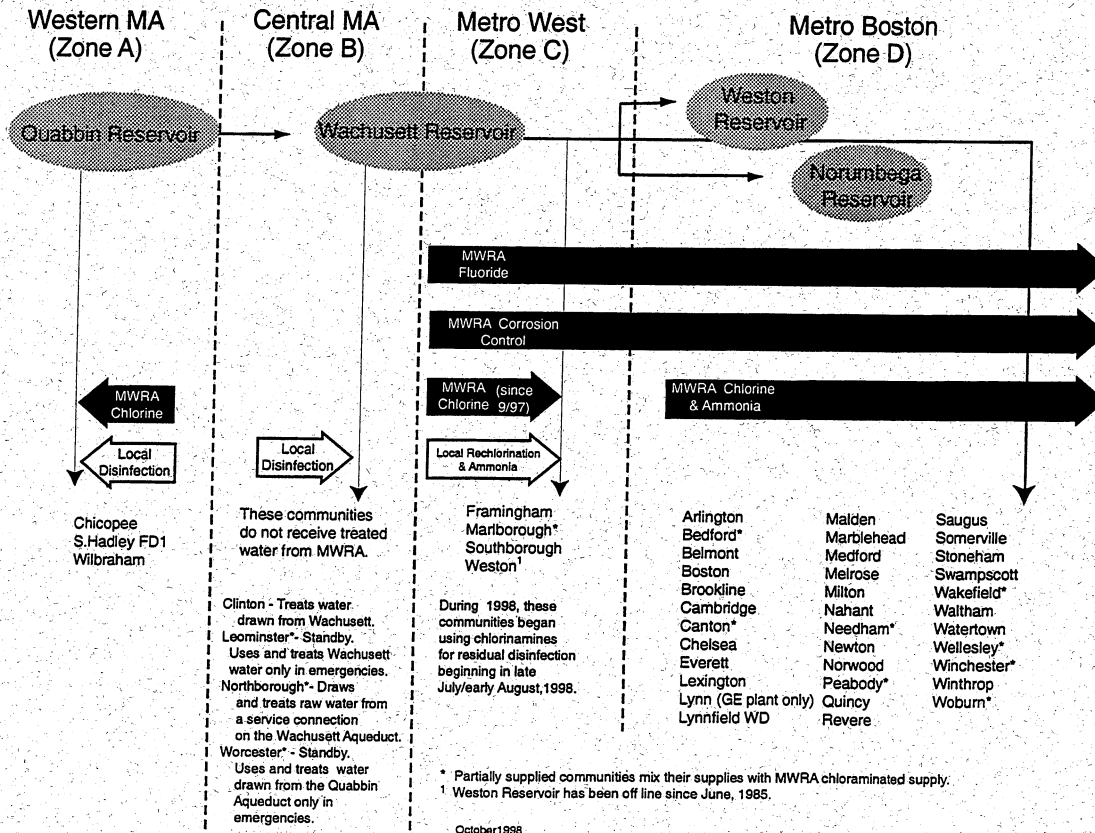 Western MA
(Zone A)
Central MA
(Zone B)
Metro West
(Zone C)
Metro Boston
(Zone D)
Quabbin Reservoir
Wachusett Reservoir
Weston
Reservoir
Norumbega
Reservoir
MWRA
Fluoride
MWRA Corrosion
Control
MWRA
Chlorine
MWRA (since
Chlorine 9/97)
MWRA Chlorine
& Ammonia
Local
Disinfection
Local
Disinfection
Local Rechlorination
& Ammonia
Chicopee
S.Hadley FD1
Wilbraham
These communities
do not receive treated
water from MWRA.
Clinton - Treats water
drawn from Wachusett.
Leominster*- Standby.
Uses and treats Wachusett
water only in emergencies.
Northborough*- Draws
and treats raw water from
a service connection
on the Wachusett Aqueduct.
Worcester* - Standby.
Uses and treats water
drawn from the Quabbin
Aqueduct only in
emergencies.
Framingham
Marlborough*
Southborough
Weston¹
During 1998, these
communities began
using chlorinamines
for residual disinfection
beginning in late
July/early August,1998.
Arlington
Bedford*
Belmont
Boston
Brookline
Cambridge
Canton*
Chelsea
Everett
Lexington
Lynn (GE plant only)
Lynnfield WD
Malden
Marblehead
Medford
Melrose
Milton
Nahant
Needham*
Newton
Norwood
Peabody*
Quincy
Revere
Saugus
Somerville
Stoneham
Swampscott
Wakefield*
Waltham
Watertown
Wellesley*
Winchester*
Winthrop
Woburn*
* Partially supplied communities mix their supplies with MWRA chloraminated supply.
¹ Weston Reservoir has been off line since June, 1985.
October1998